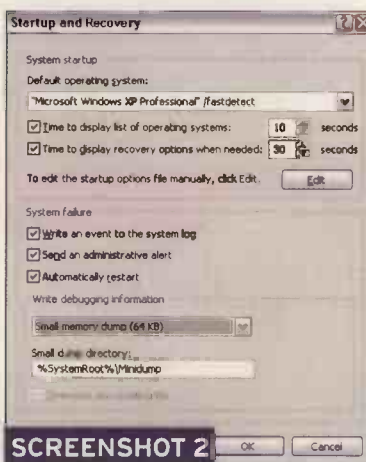 Startup and Recovery
System startup
Default operating system:
"Microsoft Windows XP Professional" /fastdetect
Time to display list of operating systems: 10 seconds
Time to display recovery options when needed: 30 seconds
To edit the startup options file manually, click Edit. Edit
System failure
Write an event to the system log
Send an administrative alert
Automatically restart
Write debugging information
Small memory dump (64 KB)
Small dump directory:
%SystemRoot%\Minidump
SCREENSHOT 2
OK Cancel